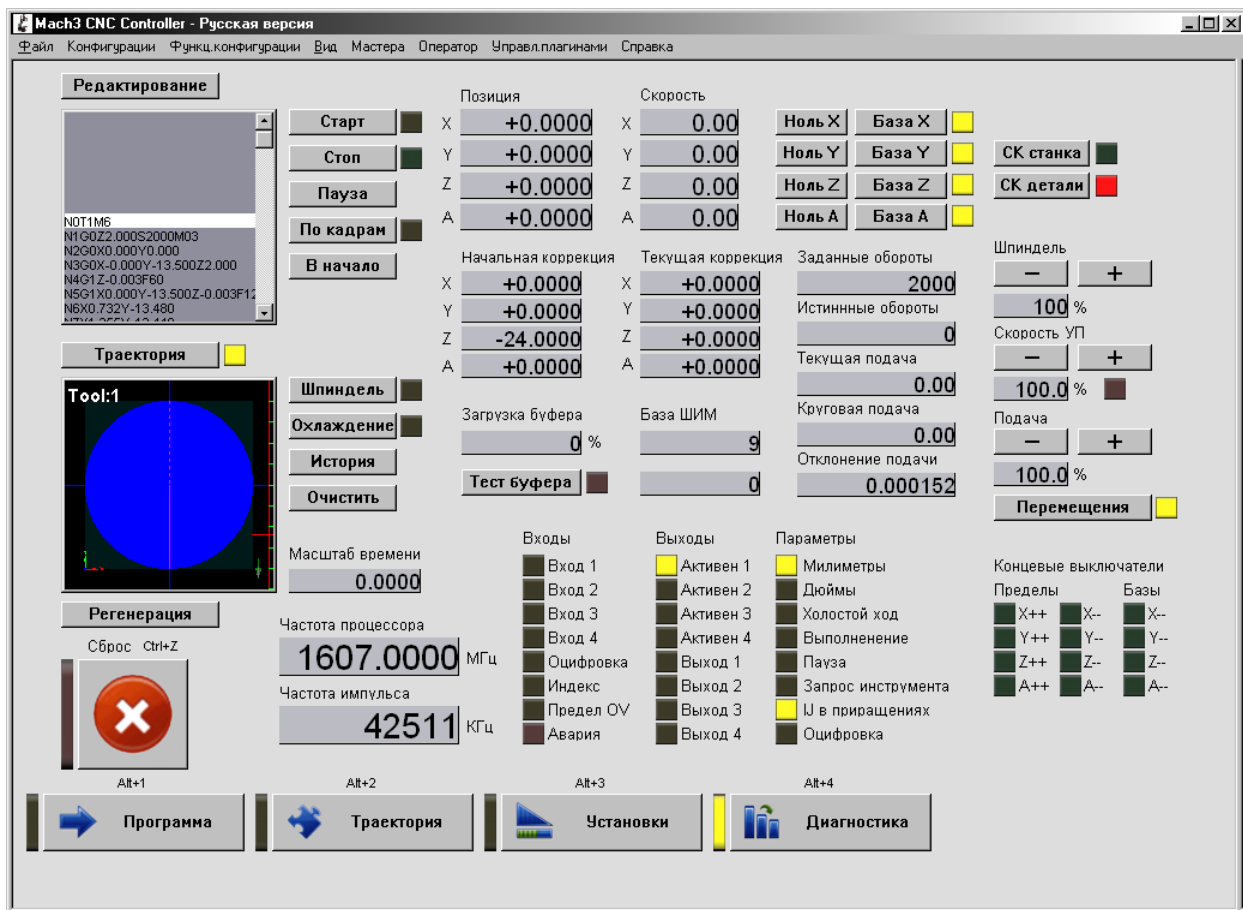 Mach3 CNC Controller - Русская версия
Файл Конфигурации Функц.конфигурации Вид Мастера Оператор Управл.плагинами Справка
Редактирование
N0T1M6
N1G0Z2.000S2000M03
N2G0X0.000Y0.000
N3G0X-0.000Y-13.500Z2.000
N4G1Z-0.003F60
N5G1X0.000Y-13.500Z-0.003F12
N6X0.732Y-13.480
Старт
Стоп
Пауза
По кадрам
В начало
Позиция Скорость
X +0.0000 X 0.00 Ноль X База X
Y +0.0000 Y 0.00 Ноль Y База Y СК станка
Z +0.0000 Z 0.00 Ноль Z База Z СК детали
A +0.0000 A 0.00 Ноль A База A
Начальная коррекция Текущая коррекция
X +0.0000 X +0.0000
Y +0.0000 Y +0.0000
Z -24.0000 Z +0.0000
A +0.0000 A +0.0000
Заданные обороты
2000
Истиннные обороты
0
Текущая подача
0.00
Круговая подача
0.00
Отклонение подачи
0.000152
Шпиндель
− +
100 %
Скорость УП
− +
100.0 %
Подача
− +
100.0 %
Перемещения
Траектория
Tool:1
Шпиндель
Охлаждение
История
Очистить
Загрузка буфера База ШИМ
0 % 9
Тест буфера 0
Масштаб времени
0.0000
Регенерация
Сброс Ctrl+Z
Частота процессора
1607.0000 МГц
Частота импульса
42511 КГц
Входы Выходы Параметры
Вход 1 Активен 1 Милиметры
Вход 2 Активен 2 Дюймы
Вход 3 Активен 3 Холостой ход
Вход 4 Активен 4 Выполненение
Оцифровка Выход 1 Пауза
Индекс Выход 2 Запрос инструмента
Предел OV Выход 3 IJ в приращениях
Авария Выход 4 Оцифровка
Концевые выключатели
Пределы Базы
X++ X-- X--
Y++ Y-- Y--
Z++ Z-- Z--
A++ A-- A--
Alt+1 Alt+2 Alt+3 Alt+4
Программа Траектория Установки Диагностика